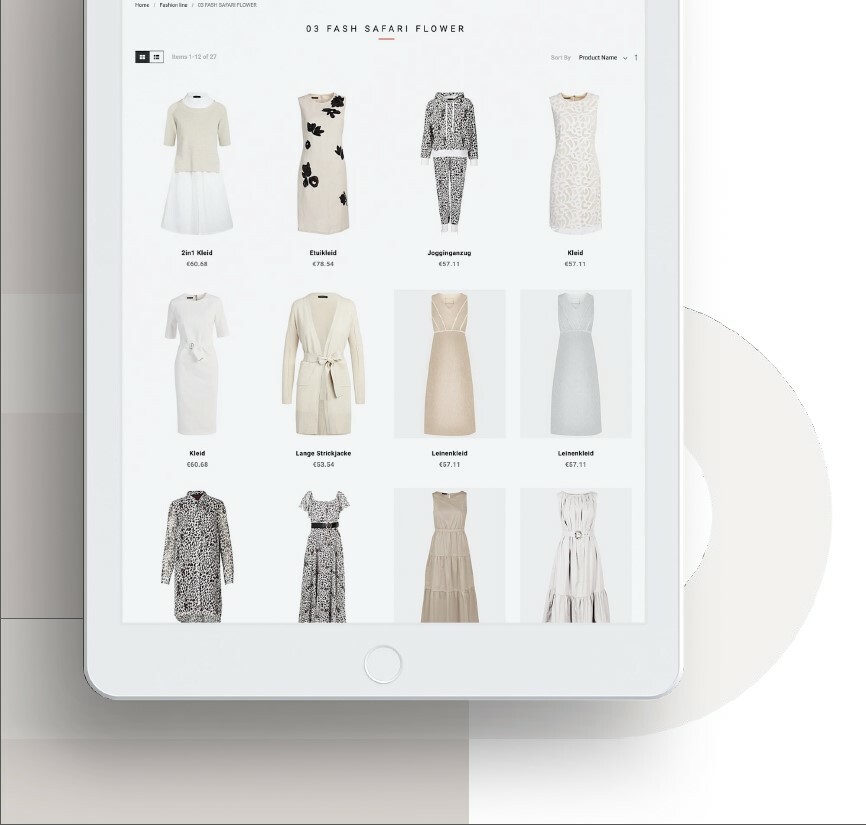 Home / Fashion line / 03 FASH SAFARI FLOWER
03 FASH SAFARI FLOWER
Items 1-12 of 27
Sort By Product Name
2in1 Kleid
€60.68
Etuikleid
€78.54
Jogginganzug
€57.11
Kleid
€57.11
Kleid
€60.68
Lange Strickjacke
€53.54
Leinenkleid
€57.11
Leinenkleid
€57.11